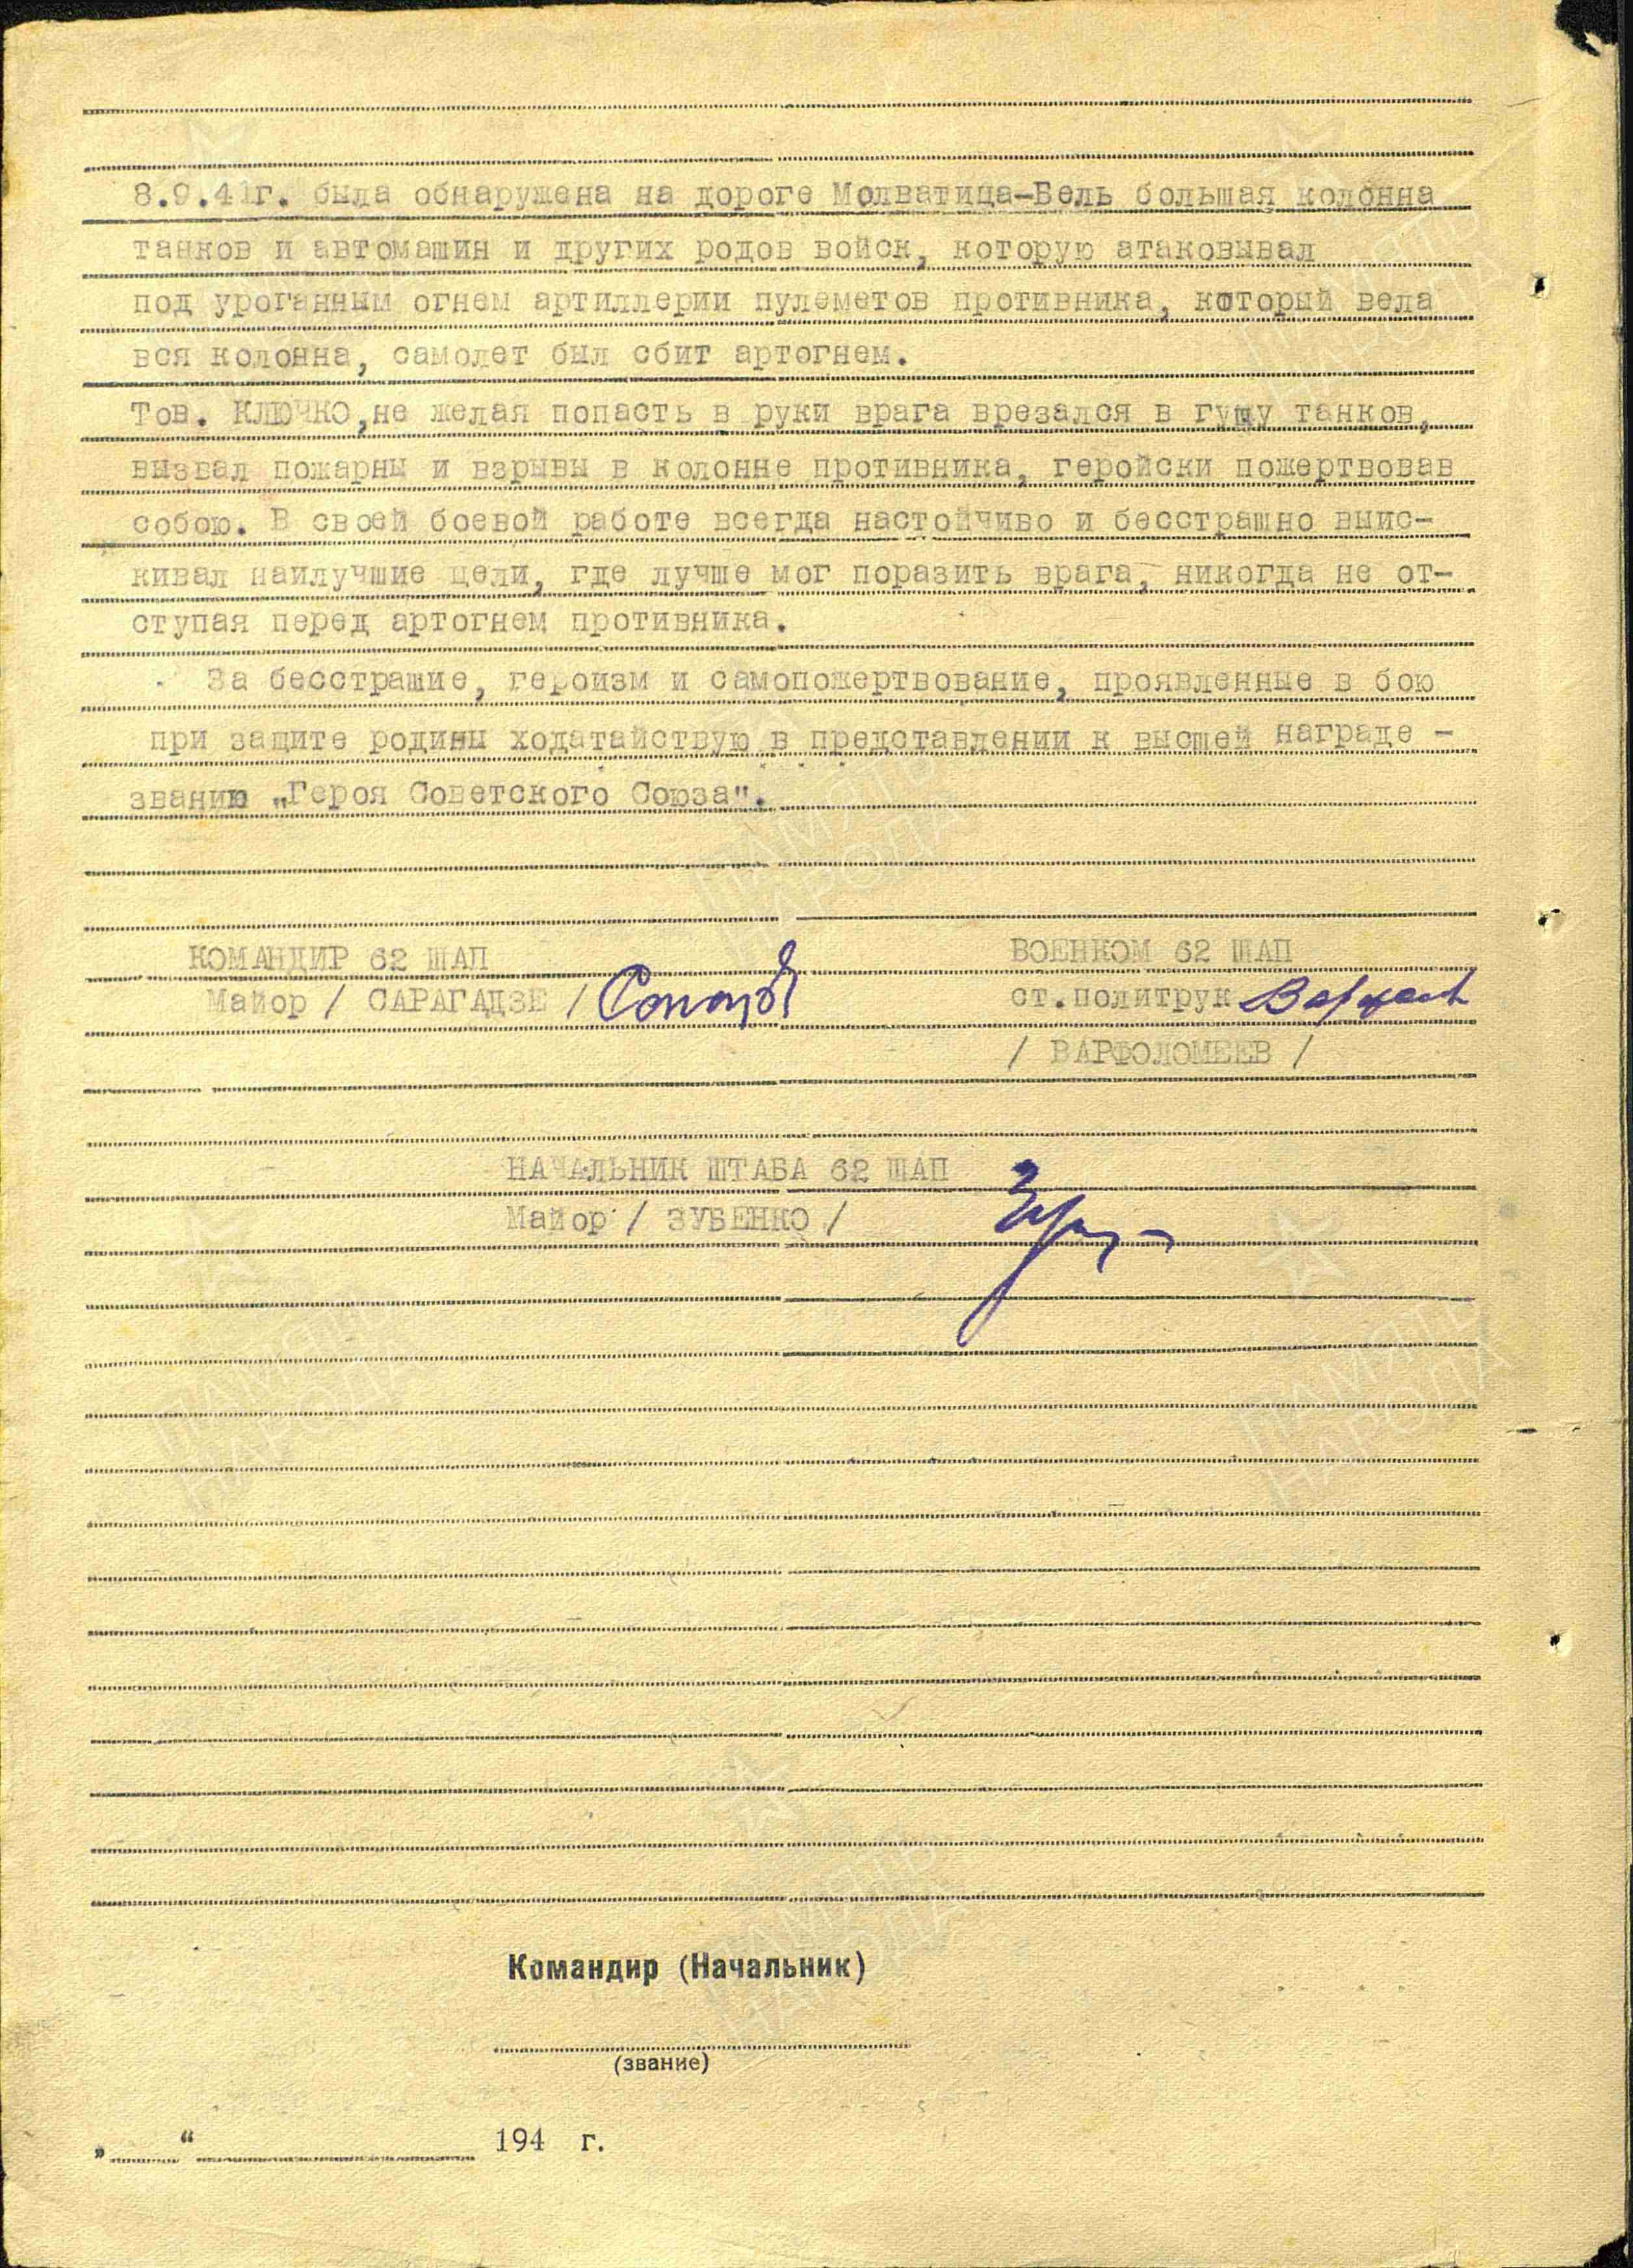 8.9.41г. была обнаружена на дороге Молватица-Бель большая колонна
танков и автомашин и других родов войск, которую атаковывал
под уроганным огнем артиллерии пулеметов противника, который вела
вся колонна, самолет был сбит артогнем.
Тов. КЛЮЧКО,не желая попасть в руки врага врезался в гущу танков,
вызвал пожарны и взрывы в колонне противника, геройски пожертвовав
собою. В своей боевой работе всегда настойчиво и бесстрашно выис-
кивал наилучшие цели, где лучше мог поразить врага, никогда не от-
ступая перед артогнем противника.
За бесстрашие, героизм и самопожертвование, проявленные в бою
при защите родины ходатайствую в представлении к высшей награде -
званию „Героя Советского Союза".
КОМАНДИР 62 ШАП
Майор / САРАГАДЗЕ /
ВОЕНКОМ 62 ШАП
ст.политрук
/ ВАРФОЛОМЕЕВ /
НАЧАЛЬНИК ШТАБА 62 ШАП
Майор / ЗУБЕНКО /
Командир (Начальник)
(звание)
„ “ 194 г.
ПАМЯТЬ
НАРОДА